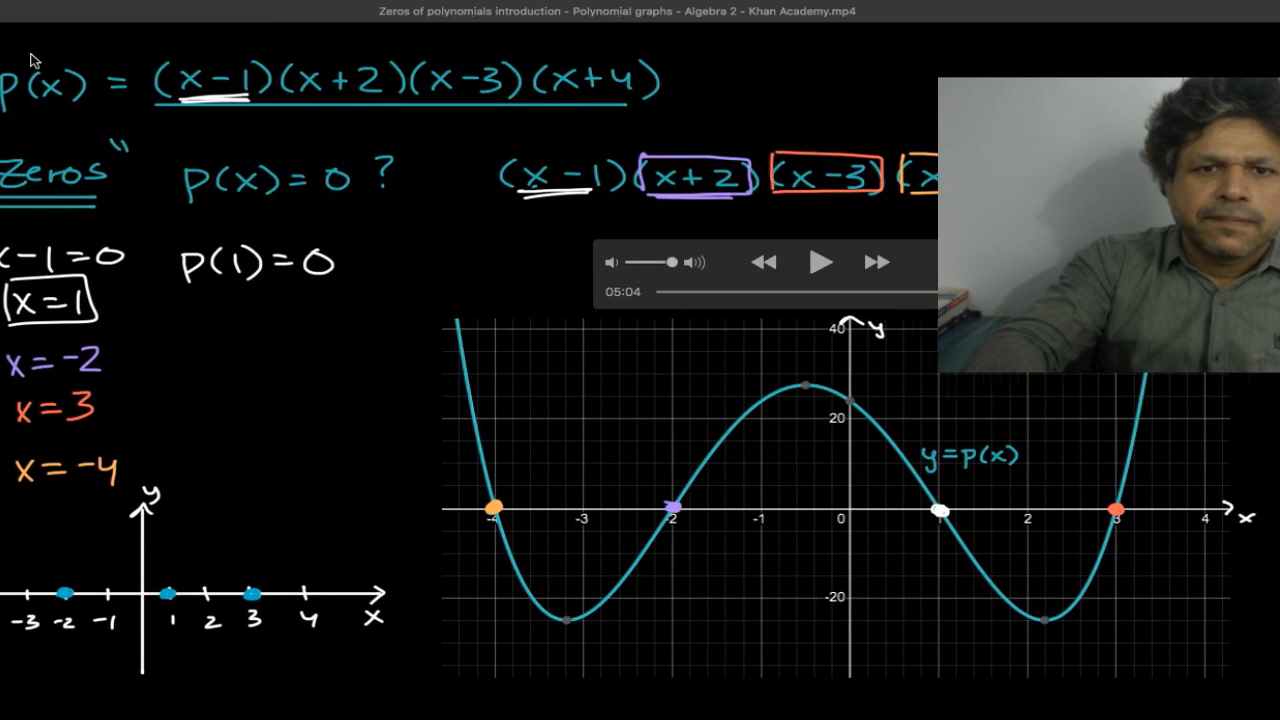 Zeros of polynomials introduction - Polynomial graphs - Algebra 2 - Khan Academy.mp4
p(x) = (x-1)(x+2)(x-3)(x+4)
Zeros" p(x)=0 ? (x-1)(x+2)(x-3)(x
x-1=0 p(1)=0
x=1
05:04
x=-2
x=3
x=-4
40 y
20
y=p(x)
-4 -3 -2 -1 0 1 2 3 4 x
-20
y
-3 -2 -1 1 2 3 4 x